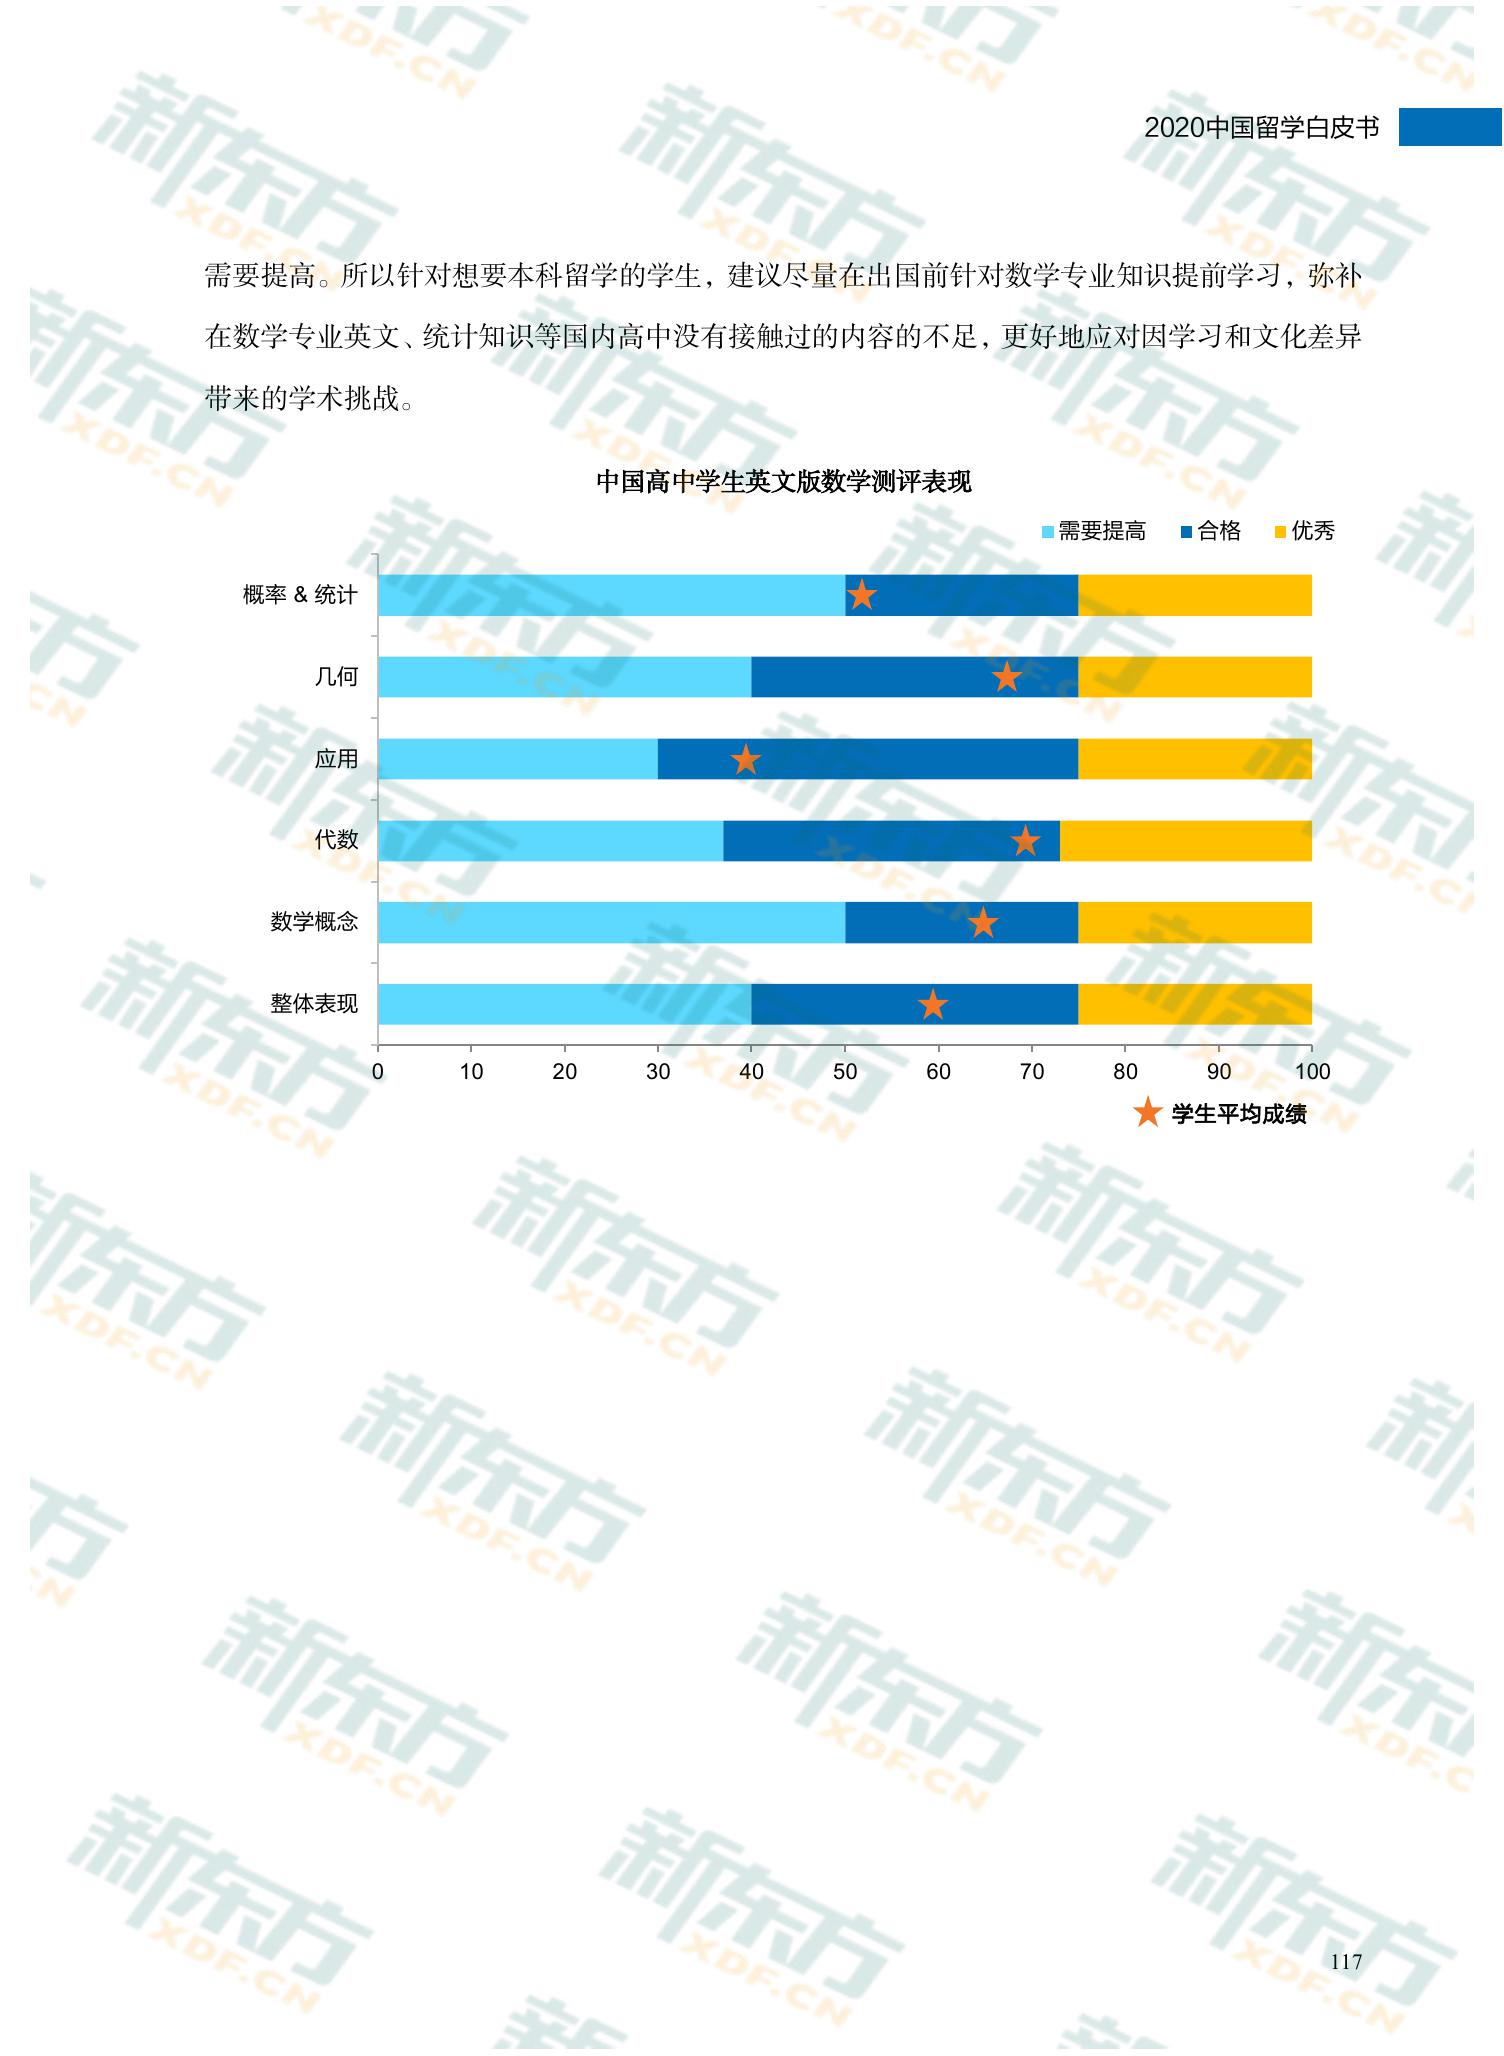 2020中国留学白皮书
需要提高。所以针对想要本科留学的学生，建议尽量在出国前针对数学专业知识提前学习，弥补
在数学专业英文、统计知识等国内高中没有接触过的内容的不足，更好地应对因学习和文化差异
带来的学术挑战。
中国高中学生英文版数学测评表现
需要提高 合格 优秀
概率 & 统计
几何
应用
代数
数学概念
整体表现
0 10 20 30 40 50 60 70 80 90 100
学生平均成绩
117
新东方
XDF.CN